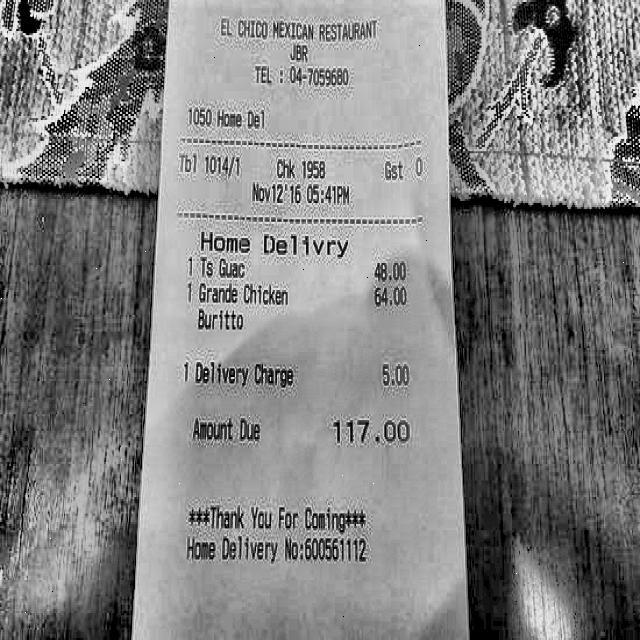 EL CHICO MEXICAN RESTAURANT
JBR
TEL : 04-7059680
1050 Home Del
Tbl 1014/1 Chk 1958 Gst 0
Nov12'16 05:41PM
Home Delivry
1 Ts Guac 48.00
1 Grande Chicken 64.00
Buritto
1 Delivery Charge 5.00
Amount Due 117.00
***Thank You For Coming***
Home Delivery No:600561112